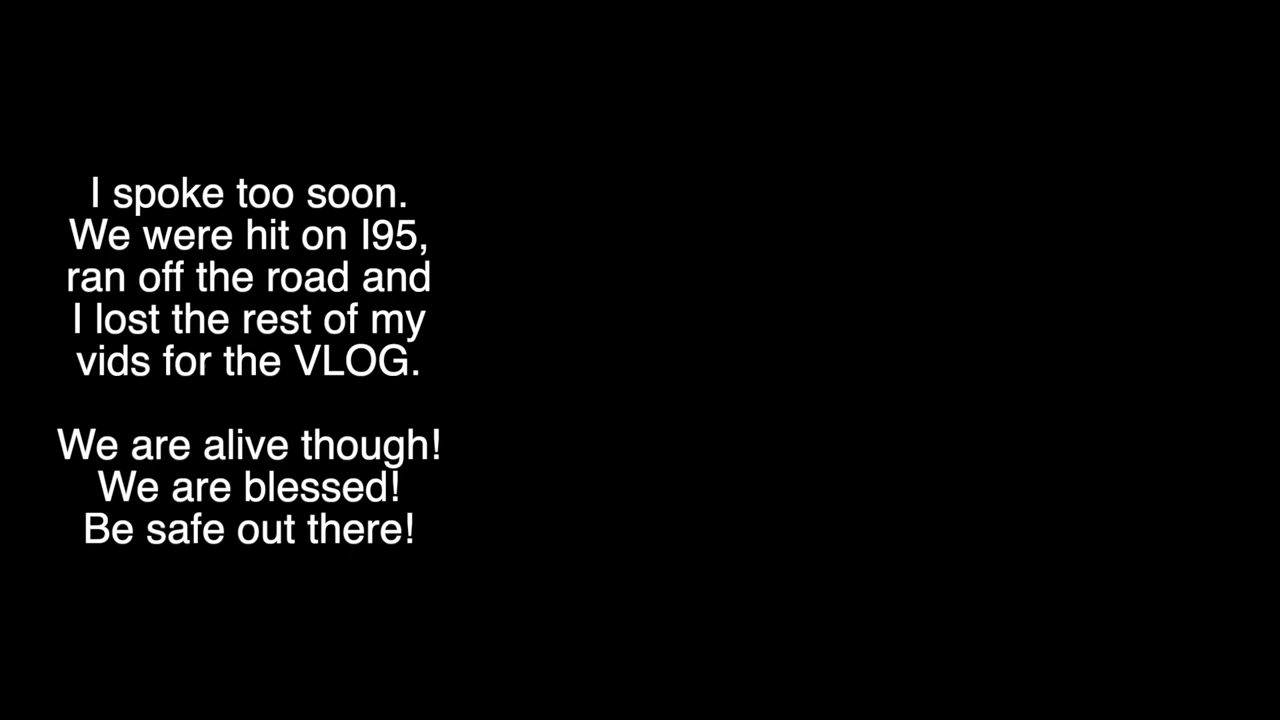 I spoke too soon.
We were hit on I95,
ran off the road and
I lost the rest of my
vids for the VLOG.
We are alive though!
We are blessed!
Be safe out there!